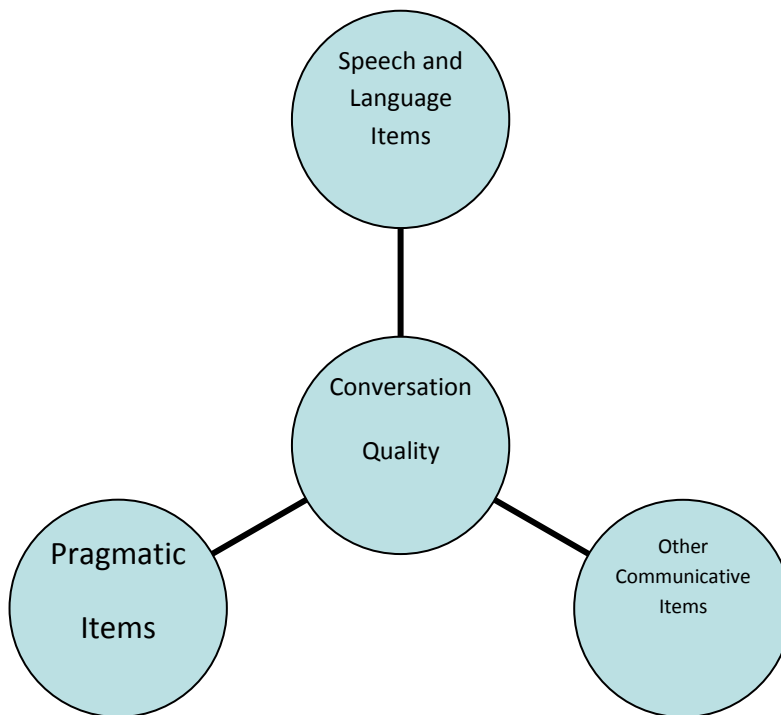 Speech and
Language
Items
Conversation
Quality
Pragmatic
Items
Other
Communicative
Items